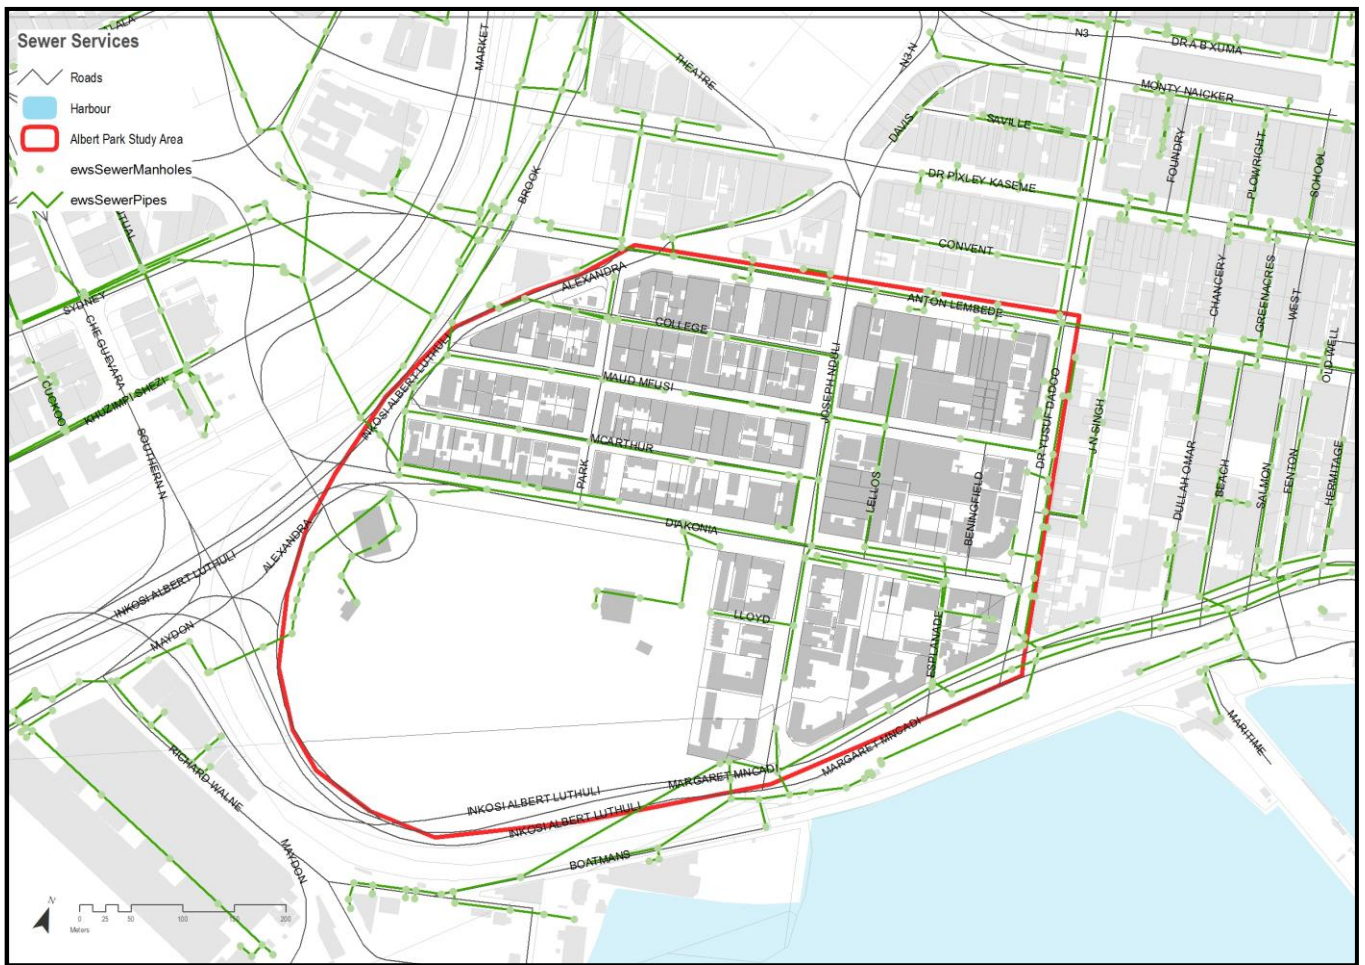 Sewer Services
Roads
Harbour
Albert Park Study Area
ewsSewerManholes
ewsSewerPipes
MARKET
THEATRE
N3 N
N3
DR A B XUMA
MONTY NAICKER
DAVIS
SAVILLE
FOUNDRY
PLOWRIGHT
SCHOOL
BROOK
DR PIXLEY KASEME
CONVENT
SYDNEY
CHE GUEVARA
CUCKOO
KHUZIMPI SHEZI
SOUTHERN N
ALEXANDRA
ANTON LEMBEDE
CHANCERY
GREENACRES
WEST
OLD WELL
COLLEGE
JOSEPH NDULI
INKOSI ALBERT LUTHULI
MAUD MFUSI
DR YUSUF DADOO
J N SINGH
MCARTHUR
PARK
LELLOS
BENINGFIELD
DULLAH OMAR
BEACH
SALMON
FENTON
HERMITAGE
DIAKONIA
ALEXANDRA
INKOSI ALBERT LUTHULI
MAYDON
LLOYD
ESPLANADE
MARITIME
RICHARD WALNE
MARGARET MNCADI
MARGARET MNCADI
INKOSI ALBERT LUTHULI
INKOSI ALBERT LUTHULI
MAYDON
BOATMANS
N
0 25 50 100 150 200
Meters